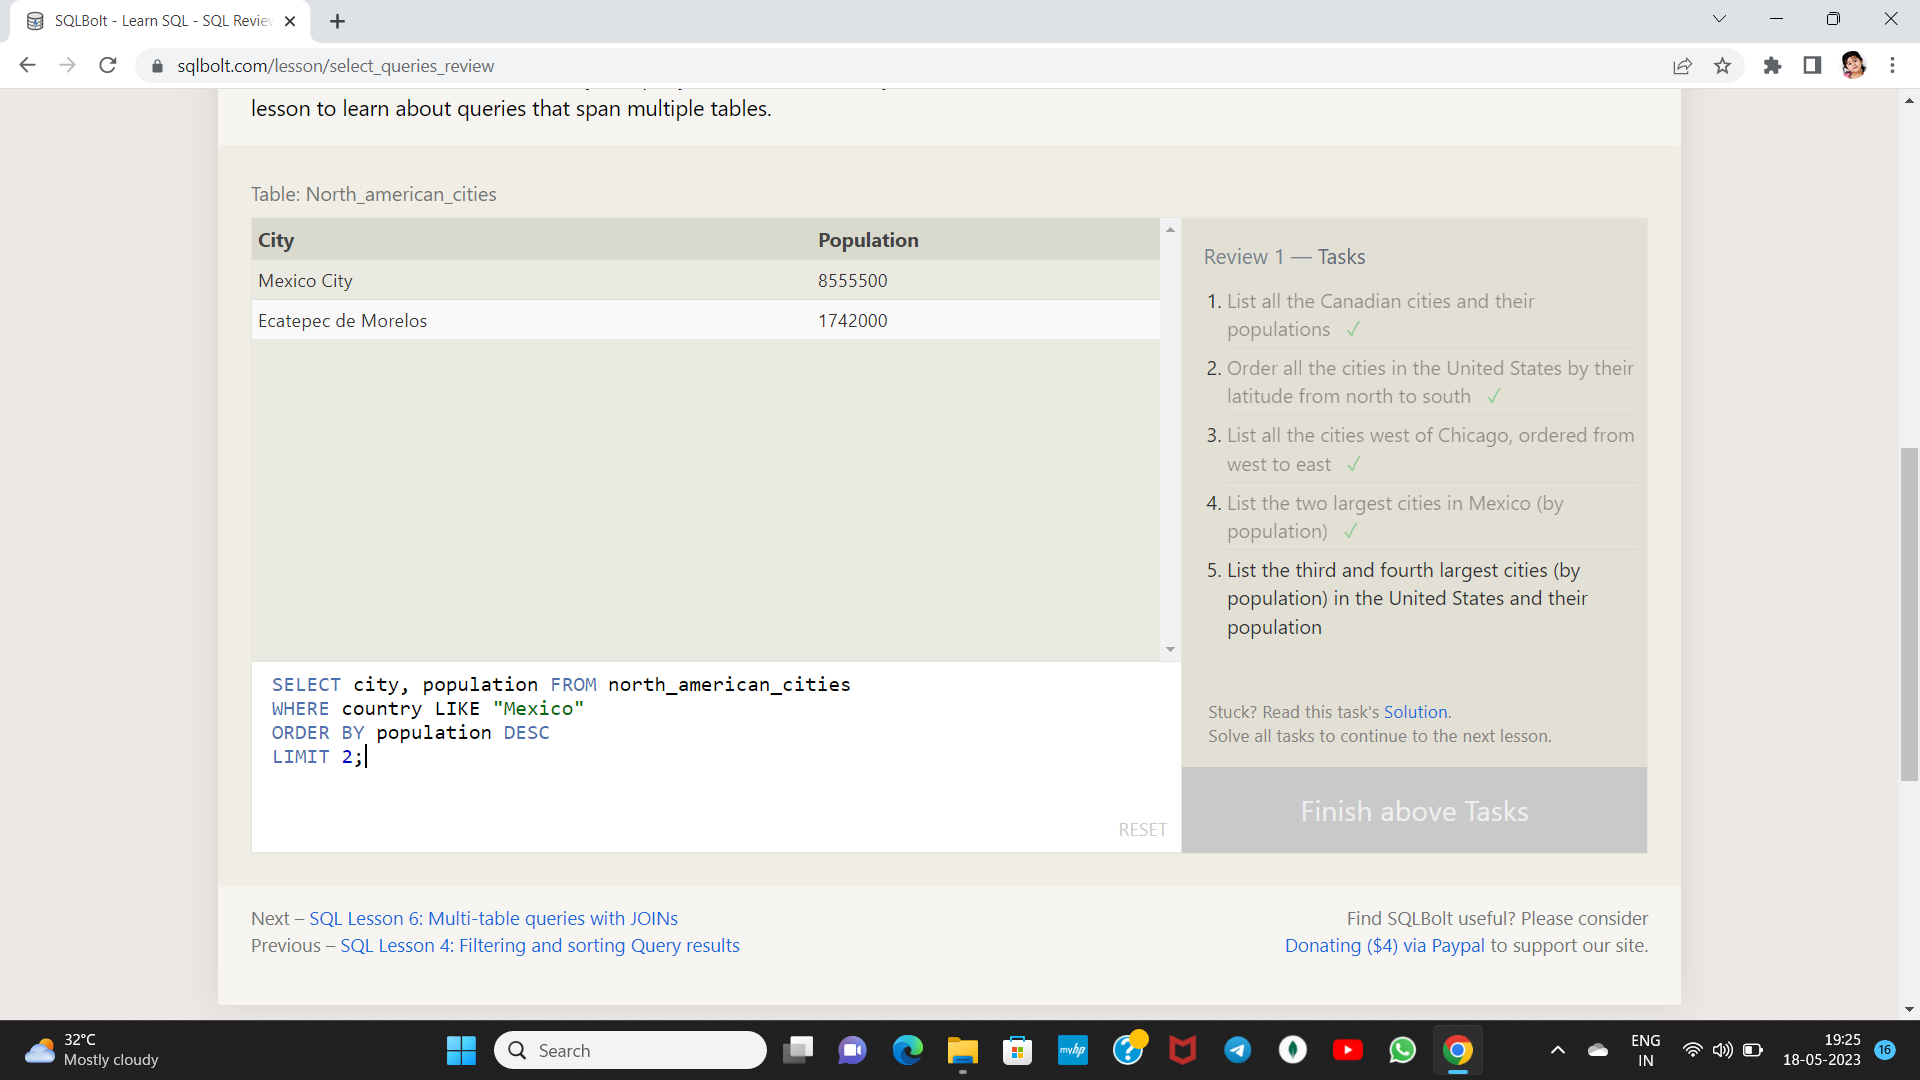 SQLBolt - Learn SQL - SQL Review
sqlbolt.com/lesson/select_queries_review
lesson to learn about queries that span multiple tables.
Table: North_american_cities
City Population
Mexico City 8555500
Ecatepec de Morelos 1742000
Review 1 — Tasks
1. List all the Canadian cities and their
populations ✓
2. Order all the cities in the United States by their
latitude from north to south ✓
3. List all the cities west of Chicago, ordered from
west to east ✓
4. List the two largest cities in Mexico (by
population) ✓
5. List the third and fourth largest cities (by
population) in the United States and their
population
Stuck? Read this task's Solution.
Solve all tasks to continue to the next lesson.
Finish above Tasks
SELECT city, population FROM north_american_cities
WHERE country LIKE "Mexico"
ORDER BY population DESC
LIMIT 2;
RESET
Next – SQL Lesson 6: Multi-table queries with JOINs
Previous – SQL Lesson 4: Filtering and sorting Query results
Find SQLBolt useful? Please consider
Donating ($4) via Paypal to support our site.
32°C
Mostly cloudy
Search
myhp
ENG
IN
19:25
18-05-2023
16